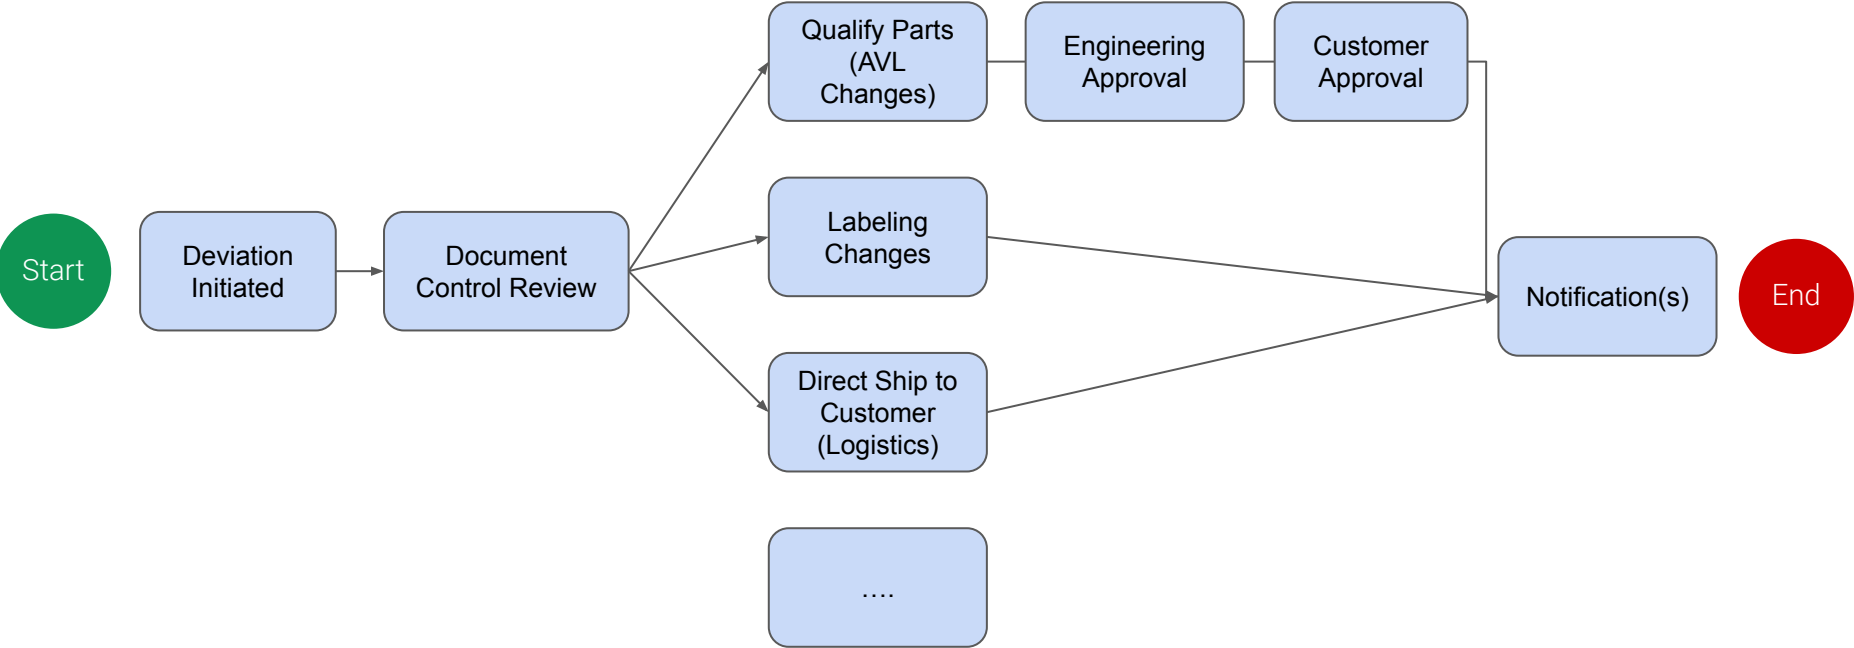 Start
Deviation
Initiated
Document
Control Review
Qualify Parts
(AVL
Changes)
Engineering
Approval
Customer
Approval
Labeling
Changes
Direct Ship to
Customer
(Logistics)
....
Notification(s)
End